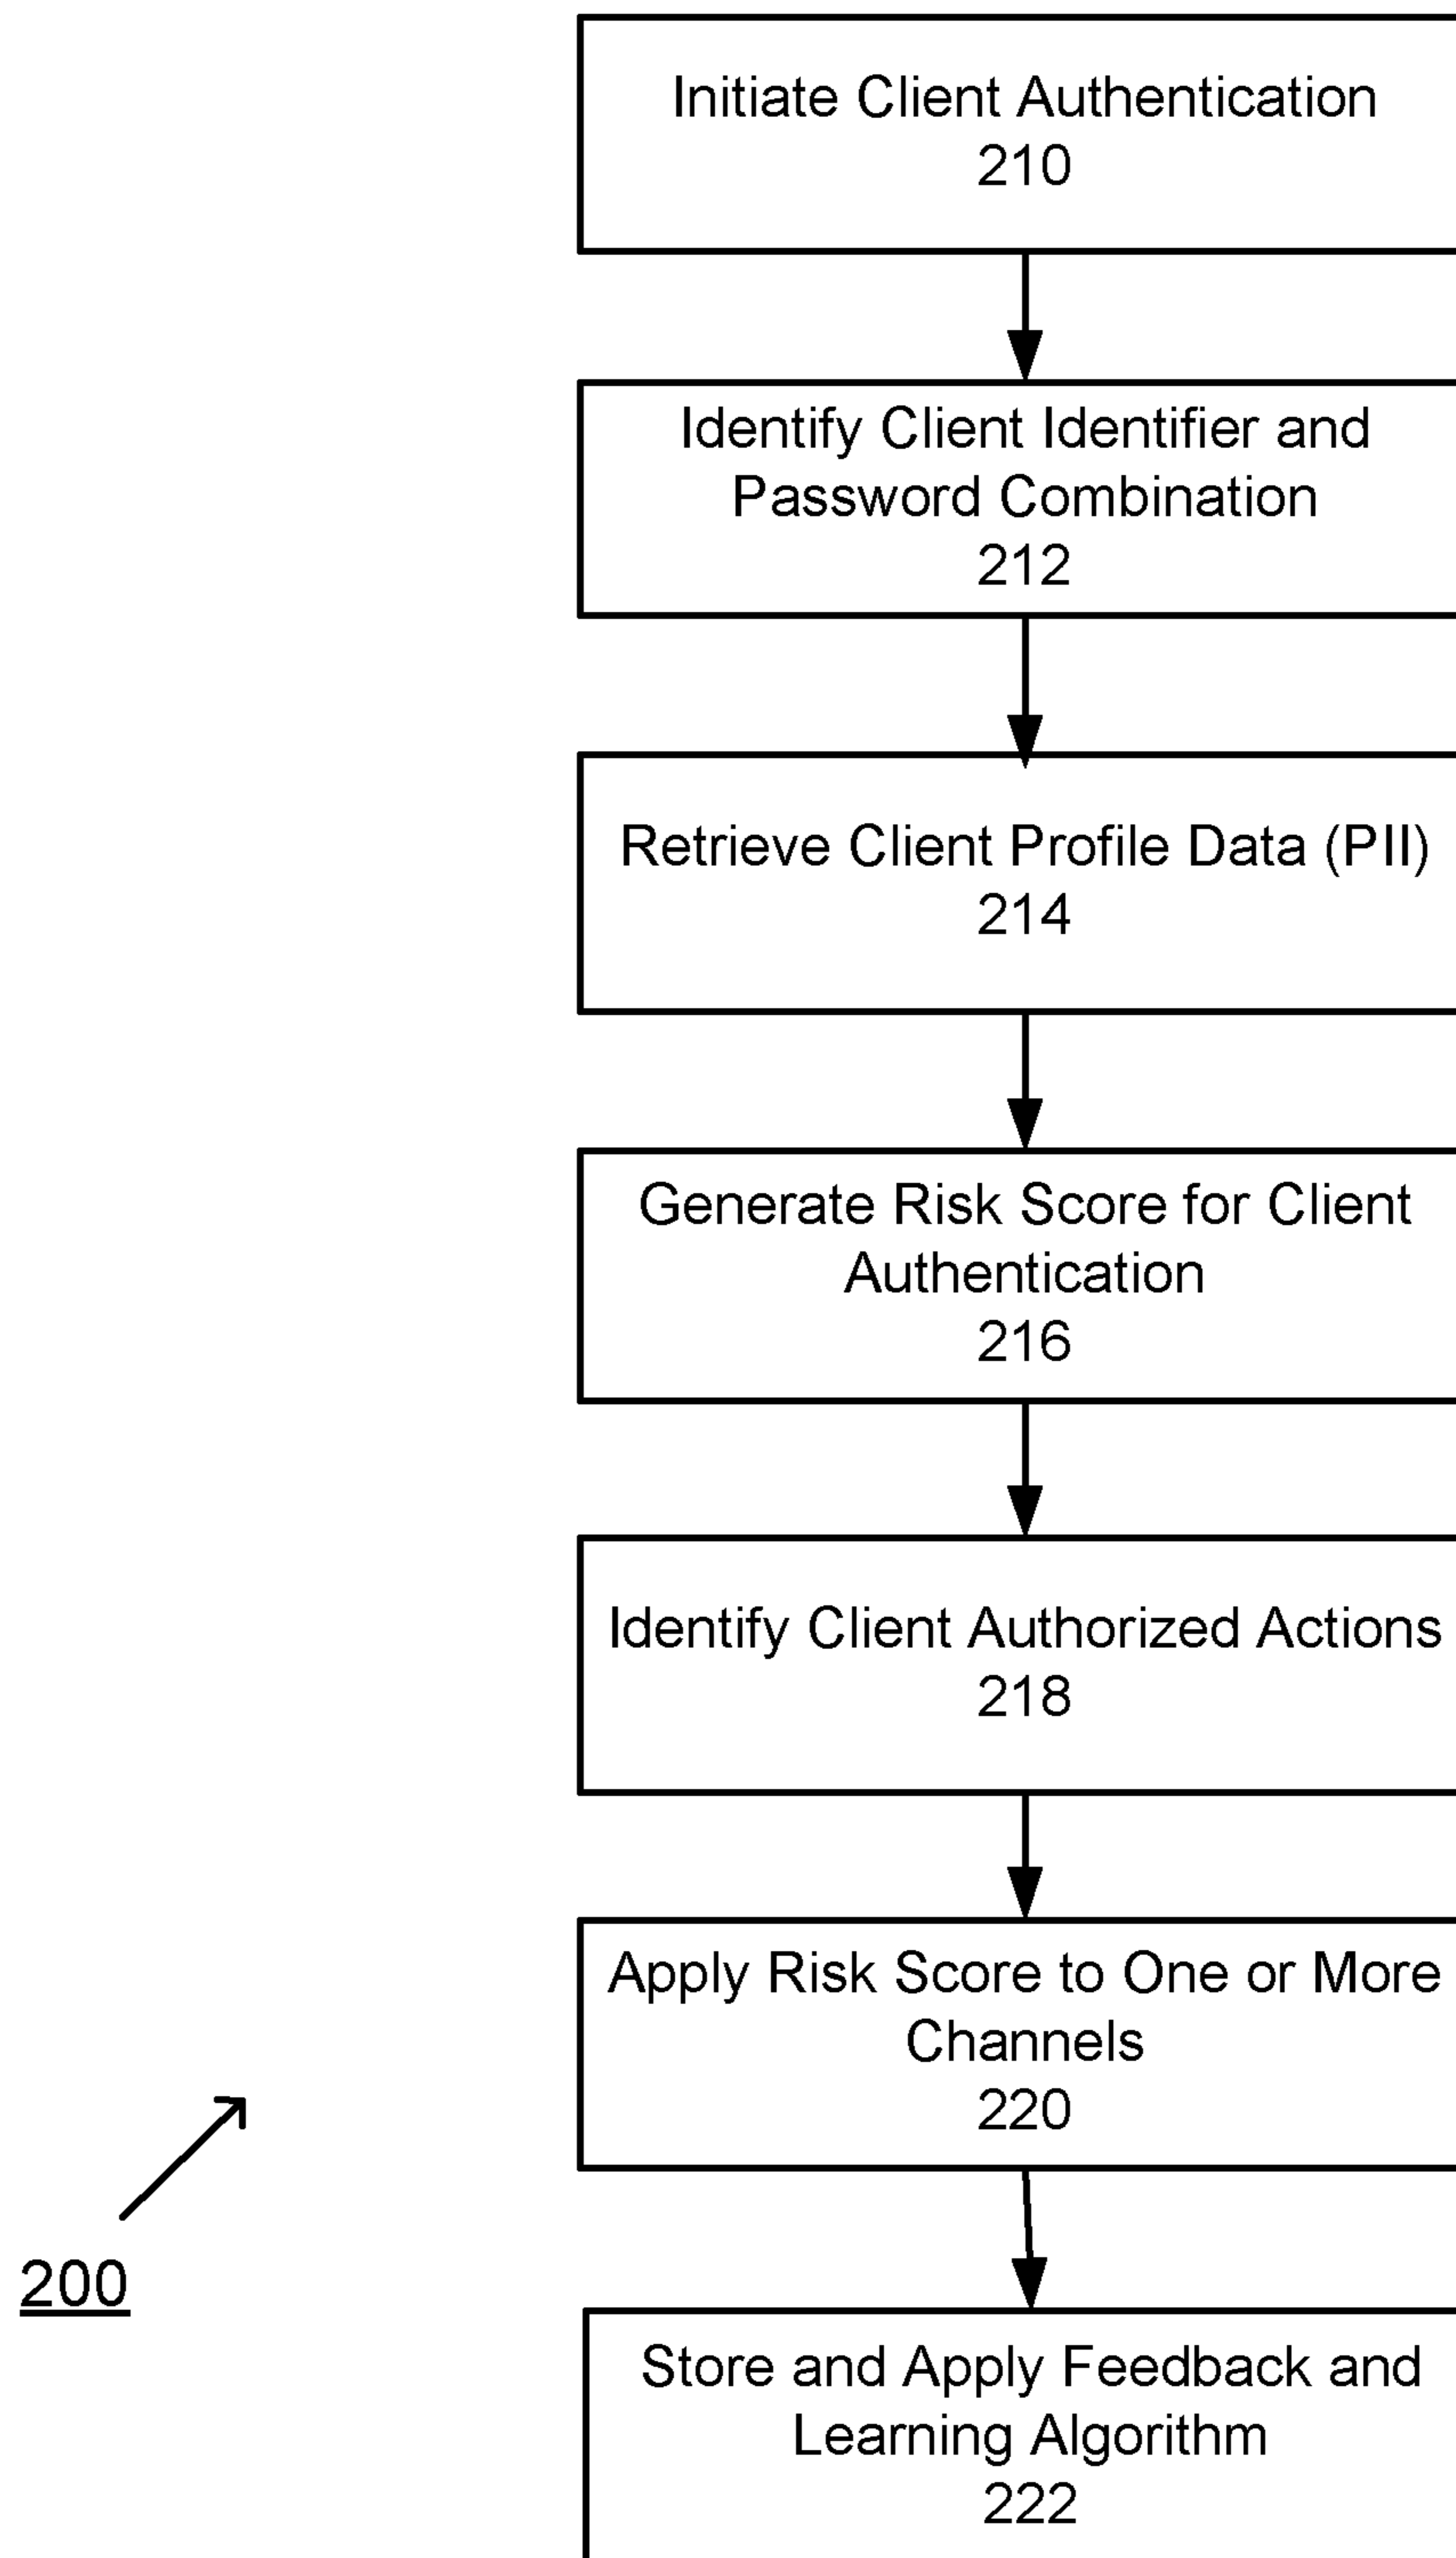 Initiate Client Authentication
210
Identify Client Identifier and
Password Combination
212
Retrieve Client Profile Data (PII)
214
Generate Risk Score for Client
Authentication
216
Identify Client Authorized Actions
218
Apply Risk Score to One or More
Channels
220
200
Store and Apply Feedback and
Learning Algorithm
222